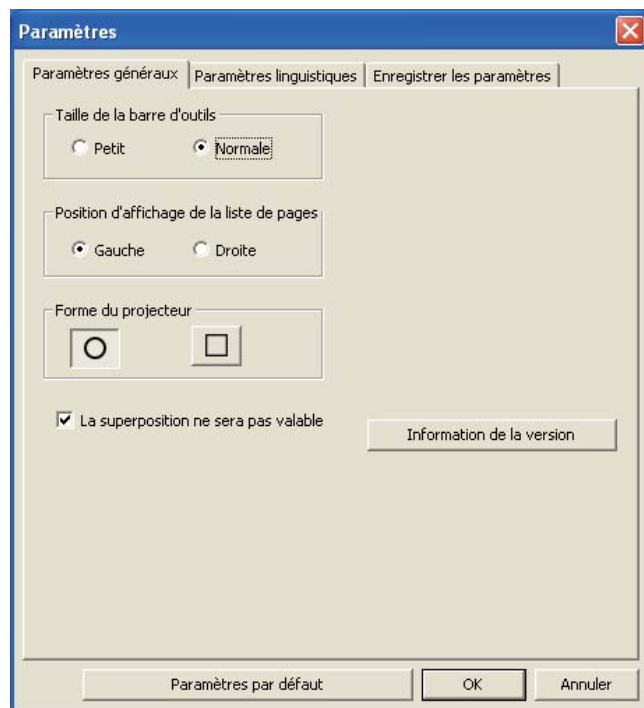 Paramètres
Paramètres généraux Paramètres linguistiques Enregistrer les paramètres
Taille de la barre d'outils
Petit Normale
Position d'affichage de la liste de pages
Gauche Droite
Forme du projecteur
La superposition ne sera pas valable
Information de la version
Paramètres par défaut OK Annuler